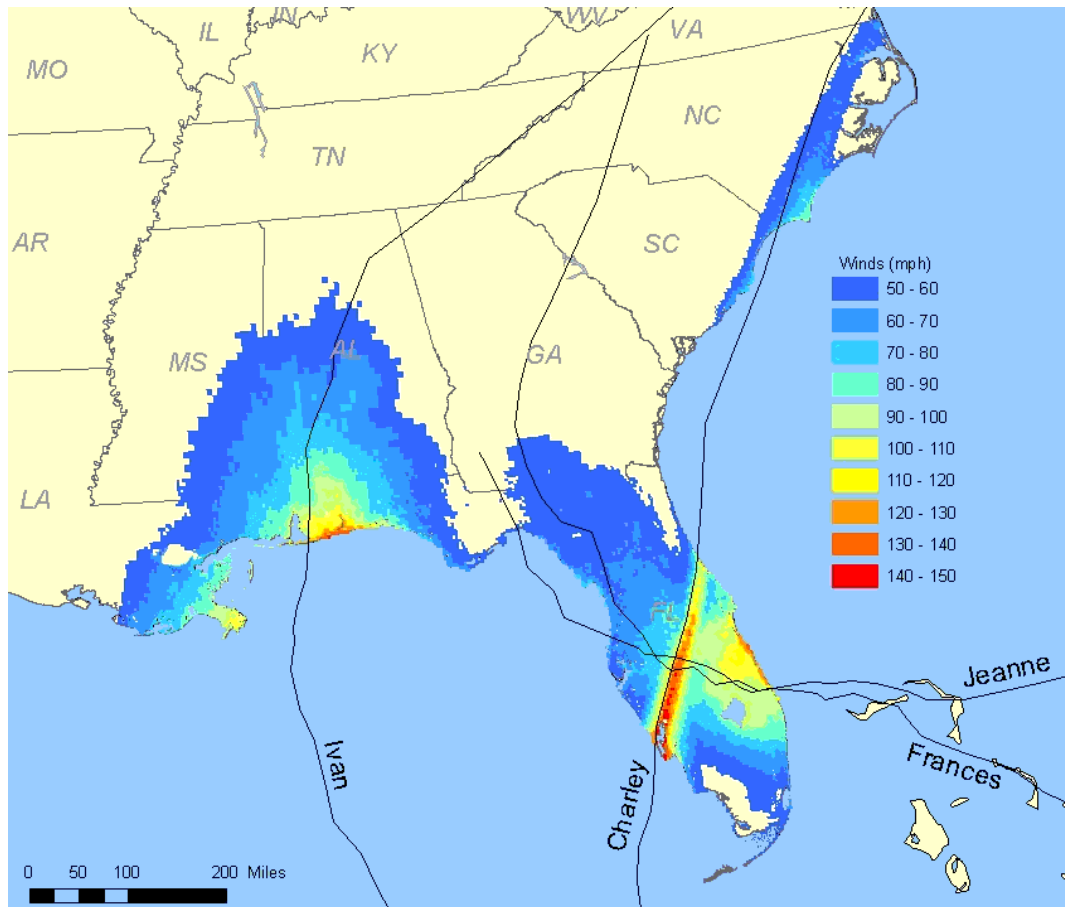 IN
WV
IL
VA
KY
MO
NC
TN
AR
SC
Winds (mph)
50 - 60
60 - 70
70 - 80
80 - 90
90 - 100
100 - 110
110 - 120
120 - 130
130 - 140
140 - 150
MS
AL
GA
LA
FL
Jeanne
Frances
Ivan
Charley
0 50 100 200 Miles